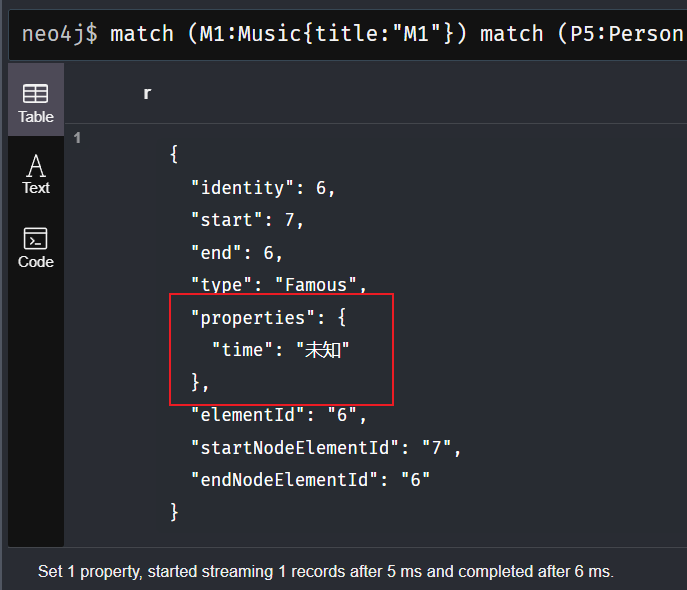 neo4j$ match (M1:Music{title:"M1"}) match (P5:Person
r
Table
1
{
"identity": 6,
"start": 7,
"end": 6,
"type": "Famous",
"properties": {
"time": "未知"
},
"elementId": "6",
"startNodeElementId": "7",
"endNodeElementId": "6"
}
Text
Code
Set 1 property, started streaming 1 records after 5 ms and completed after 6 ms.